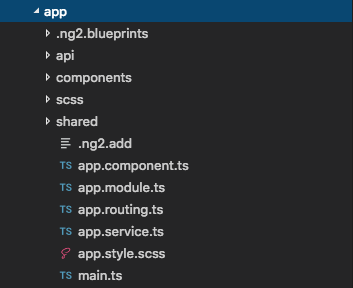 app
.ng2.blueprints
api
components
scss
shared
.ng2.add
TS app.component.ts
TS app.module.ts
TS app.routing.ts
TS app.service.ts
app.style.scss
TS main.ts